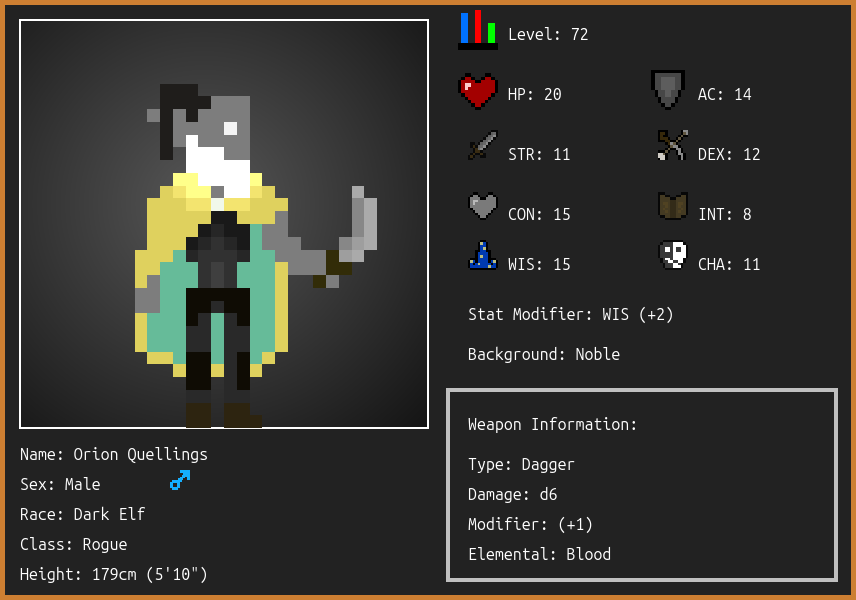 Level: 72
HP: 20
AC: 14
STR: 11
DEX: 12
CON: 15
INT: 8
WIS: 15
CHA: 11
Stat Modifier: WIS (+2)
Background: Noble
Weapon Information:
Type: Dagger
Damage: d6
Modifier: (+1)
Elemental: Blood
Name: Orion Quellings
Sex: Male
Race: Dark Elf
Class: Rogue
Height: 179cm (5'10")